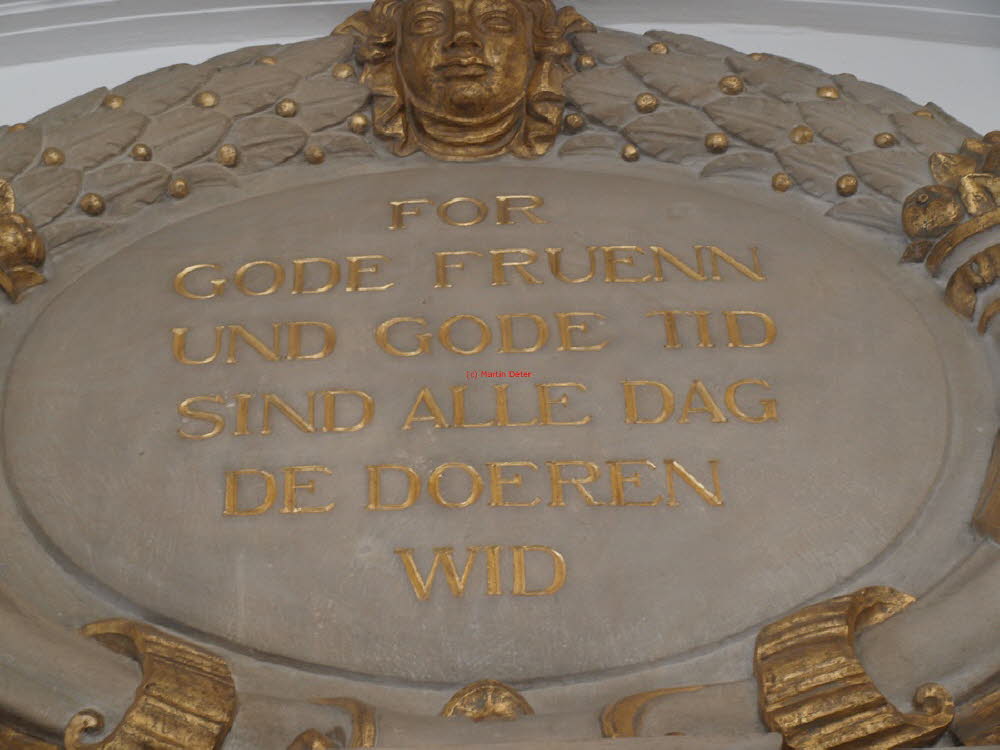 FOR
GODE FRUENN
UND GODE TID
(c) Martin Deter
SIND ALLE DAG
DE DOEREN
WID